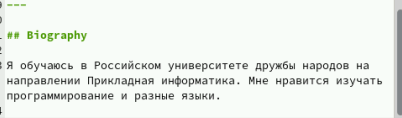 ---
## Biography
Я обучаюсь в Российском университете дружбы народов на
направлении Прикладная информатика. Мне нравится изучать
программирование и разные языки.